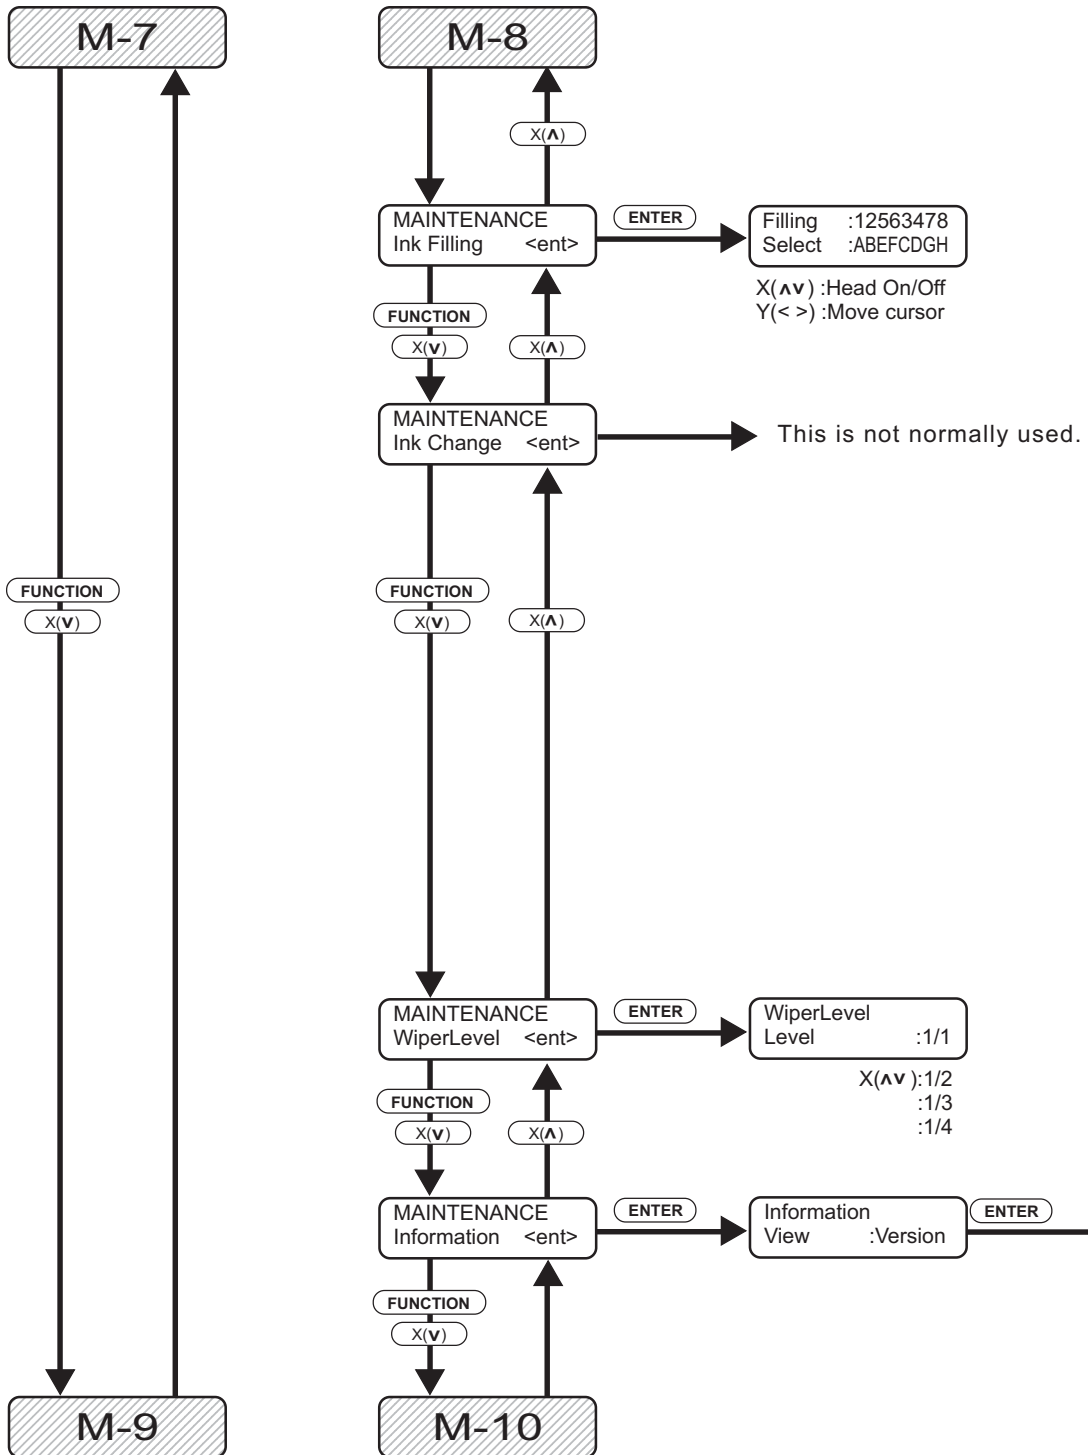 M-7
M-8
X(∧)
MAINTENANCE
Ink Filling <ent>
ENTER
Filling :12563478
Select :ABEFCDGH
X(∧∨) :Head On/Off
Y(< >) :Move cursor
FUNCTION
X(∨)
X(∧)
MAINTENANCE
Ink Change <ent>
This is not normally used.
FUNCTION
X(∨)
FUNCTION
X(∨)
X(∧)
MAINTENANCE
WiperLevel <ent>
ENTER
WiperLevel
Level :1/1
X(∧∨):1/2
:1/3
:1/4
FUNCTION
X(∨)
X(∧)
MAINTENANCE
Information <ent>
ENTER
Information
View :Version
ENTER
FUNCTION
X(∨)
M-9
M-10